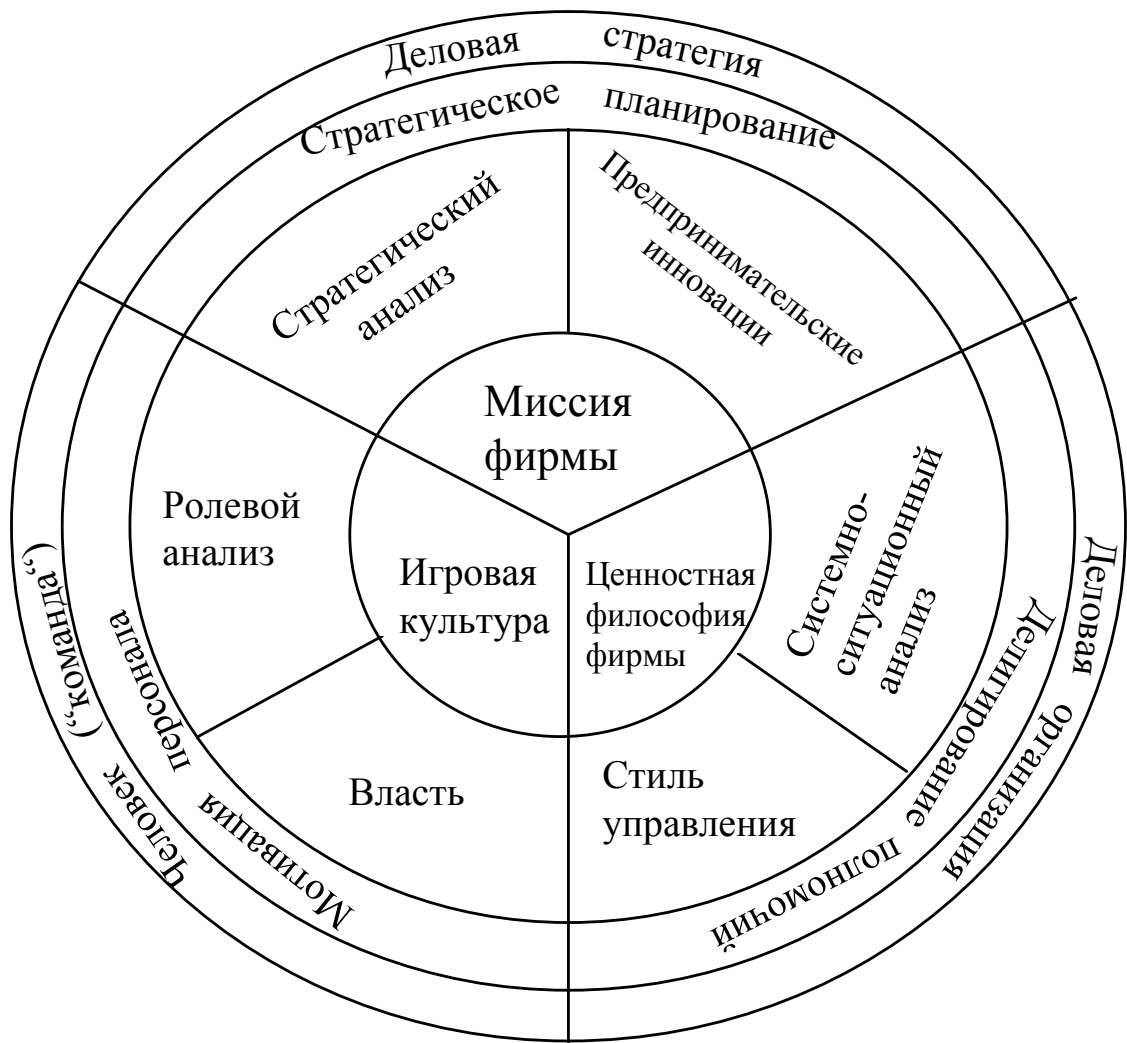 Деловая стратегия
Стратегическое планирование
Стратегический
анализ
Предпринимательские
инновации
Миссия
фирмы
Ролевой
анализ
Игровая
культура
Ценностная
философия
фирмы
Системно-
ситуационный
анализ
Власть
Стиль
управления
Человек (“команда”)
Мотивация персонала
Делигирование полномочий
Деловая организация